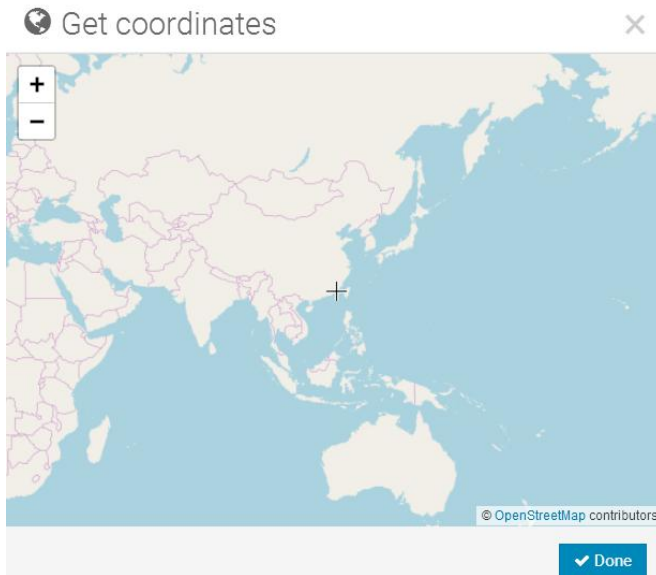 Get coordinates
×
+
−
© OpenStreetMap contributors
✔ Done